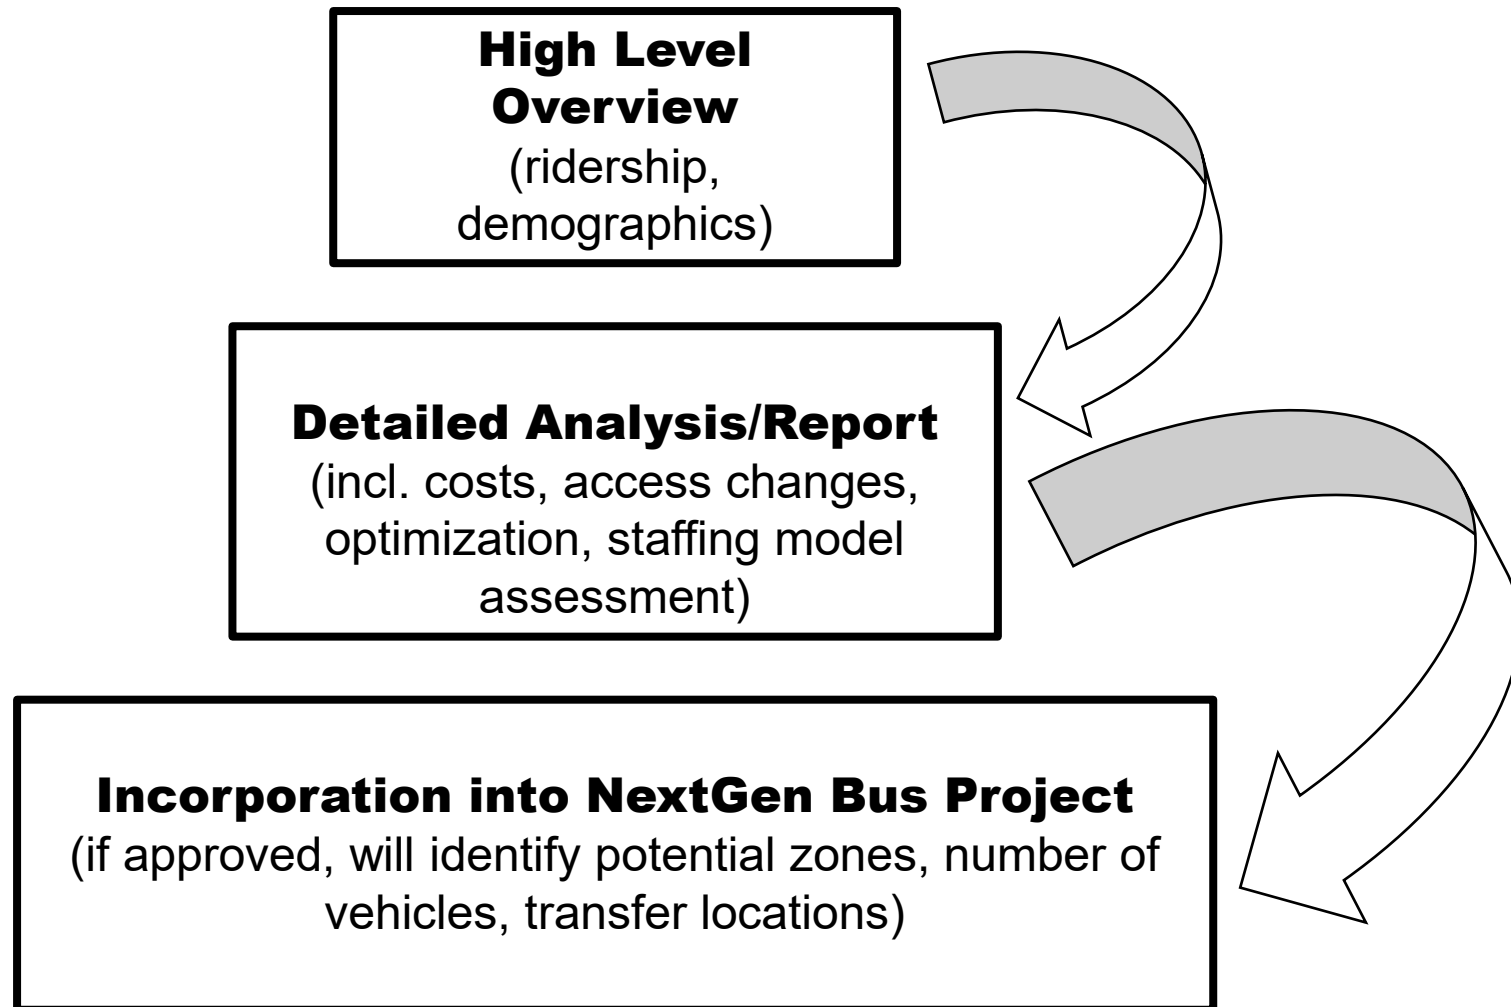 High Level
Overview
(ridership,
demographics)
Detailed Analysis/Report
(incl. costs, access changes,
optimization, staffing model
assessment)
Incorporation into NextGen Bus Project
(if approved, will identify potential zones, number of
vehicles, transfer locations)